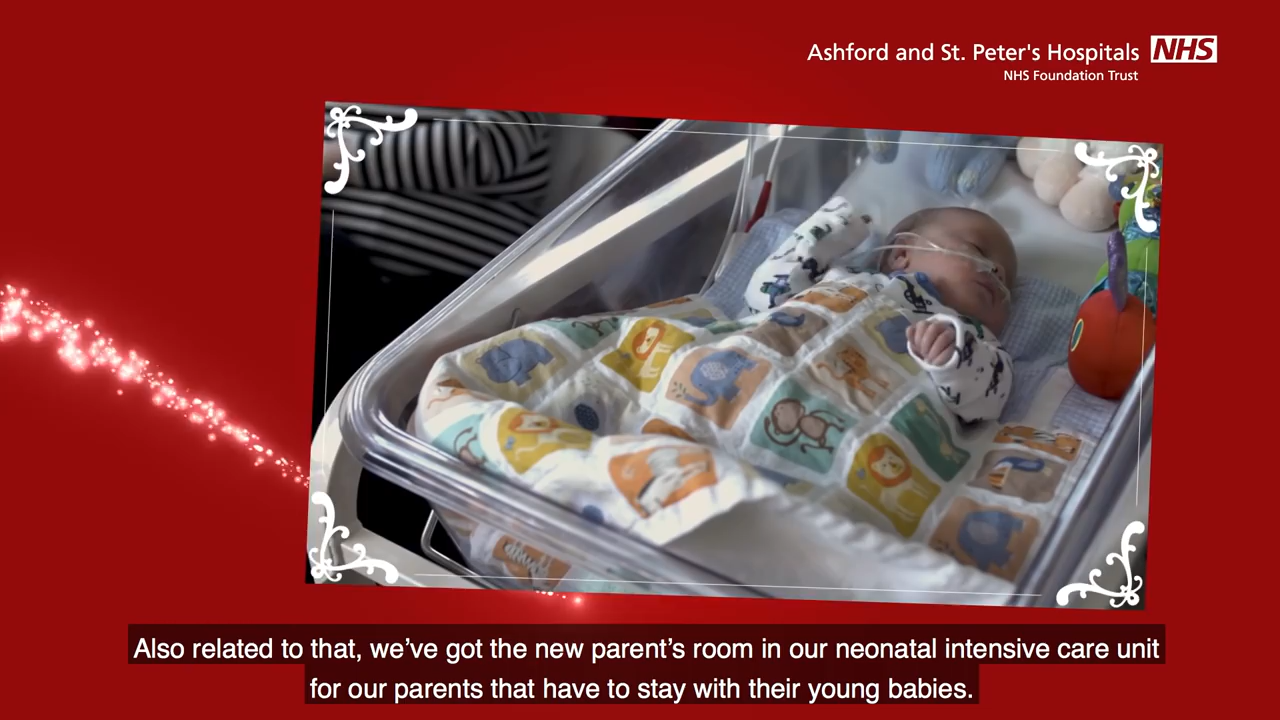 Ashford and St. Peter's Hospitals NHS
NHS Foundation Trust
Also related to that, we’ve got the new parent’s room in our neonatal intensive care unit
for our parents that have to stay with their young babies.